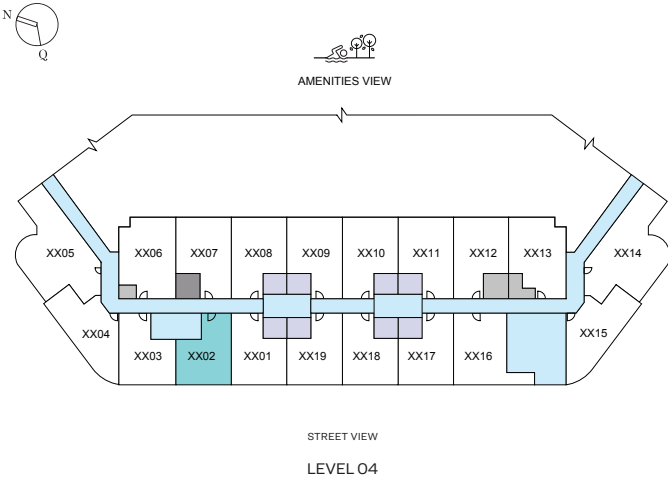 N
Q
AMENITIES VIEW
XX05
XX06
XX07
XX08
XX09
XX10
XX11
XX12
XX13
XX14
XX04
XX03
XX02
XX01
XX19
XX18
XX17
XX16
XX15
STREET VIEW
LEVEL 04